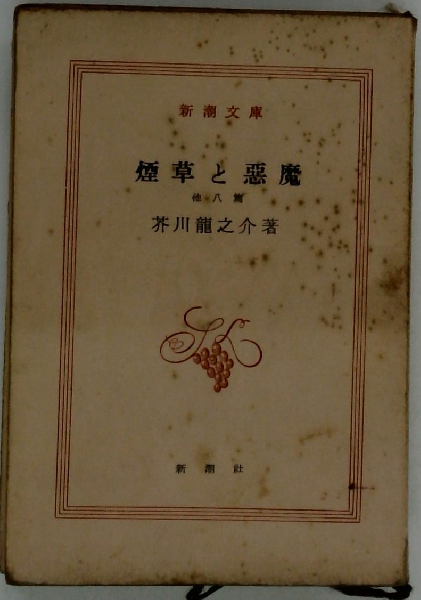 新潮文庫
煙草と惡魔
他八篇
芥川龍之介著
新潮社